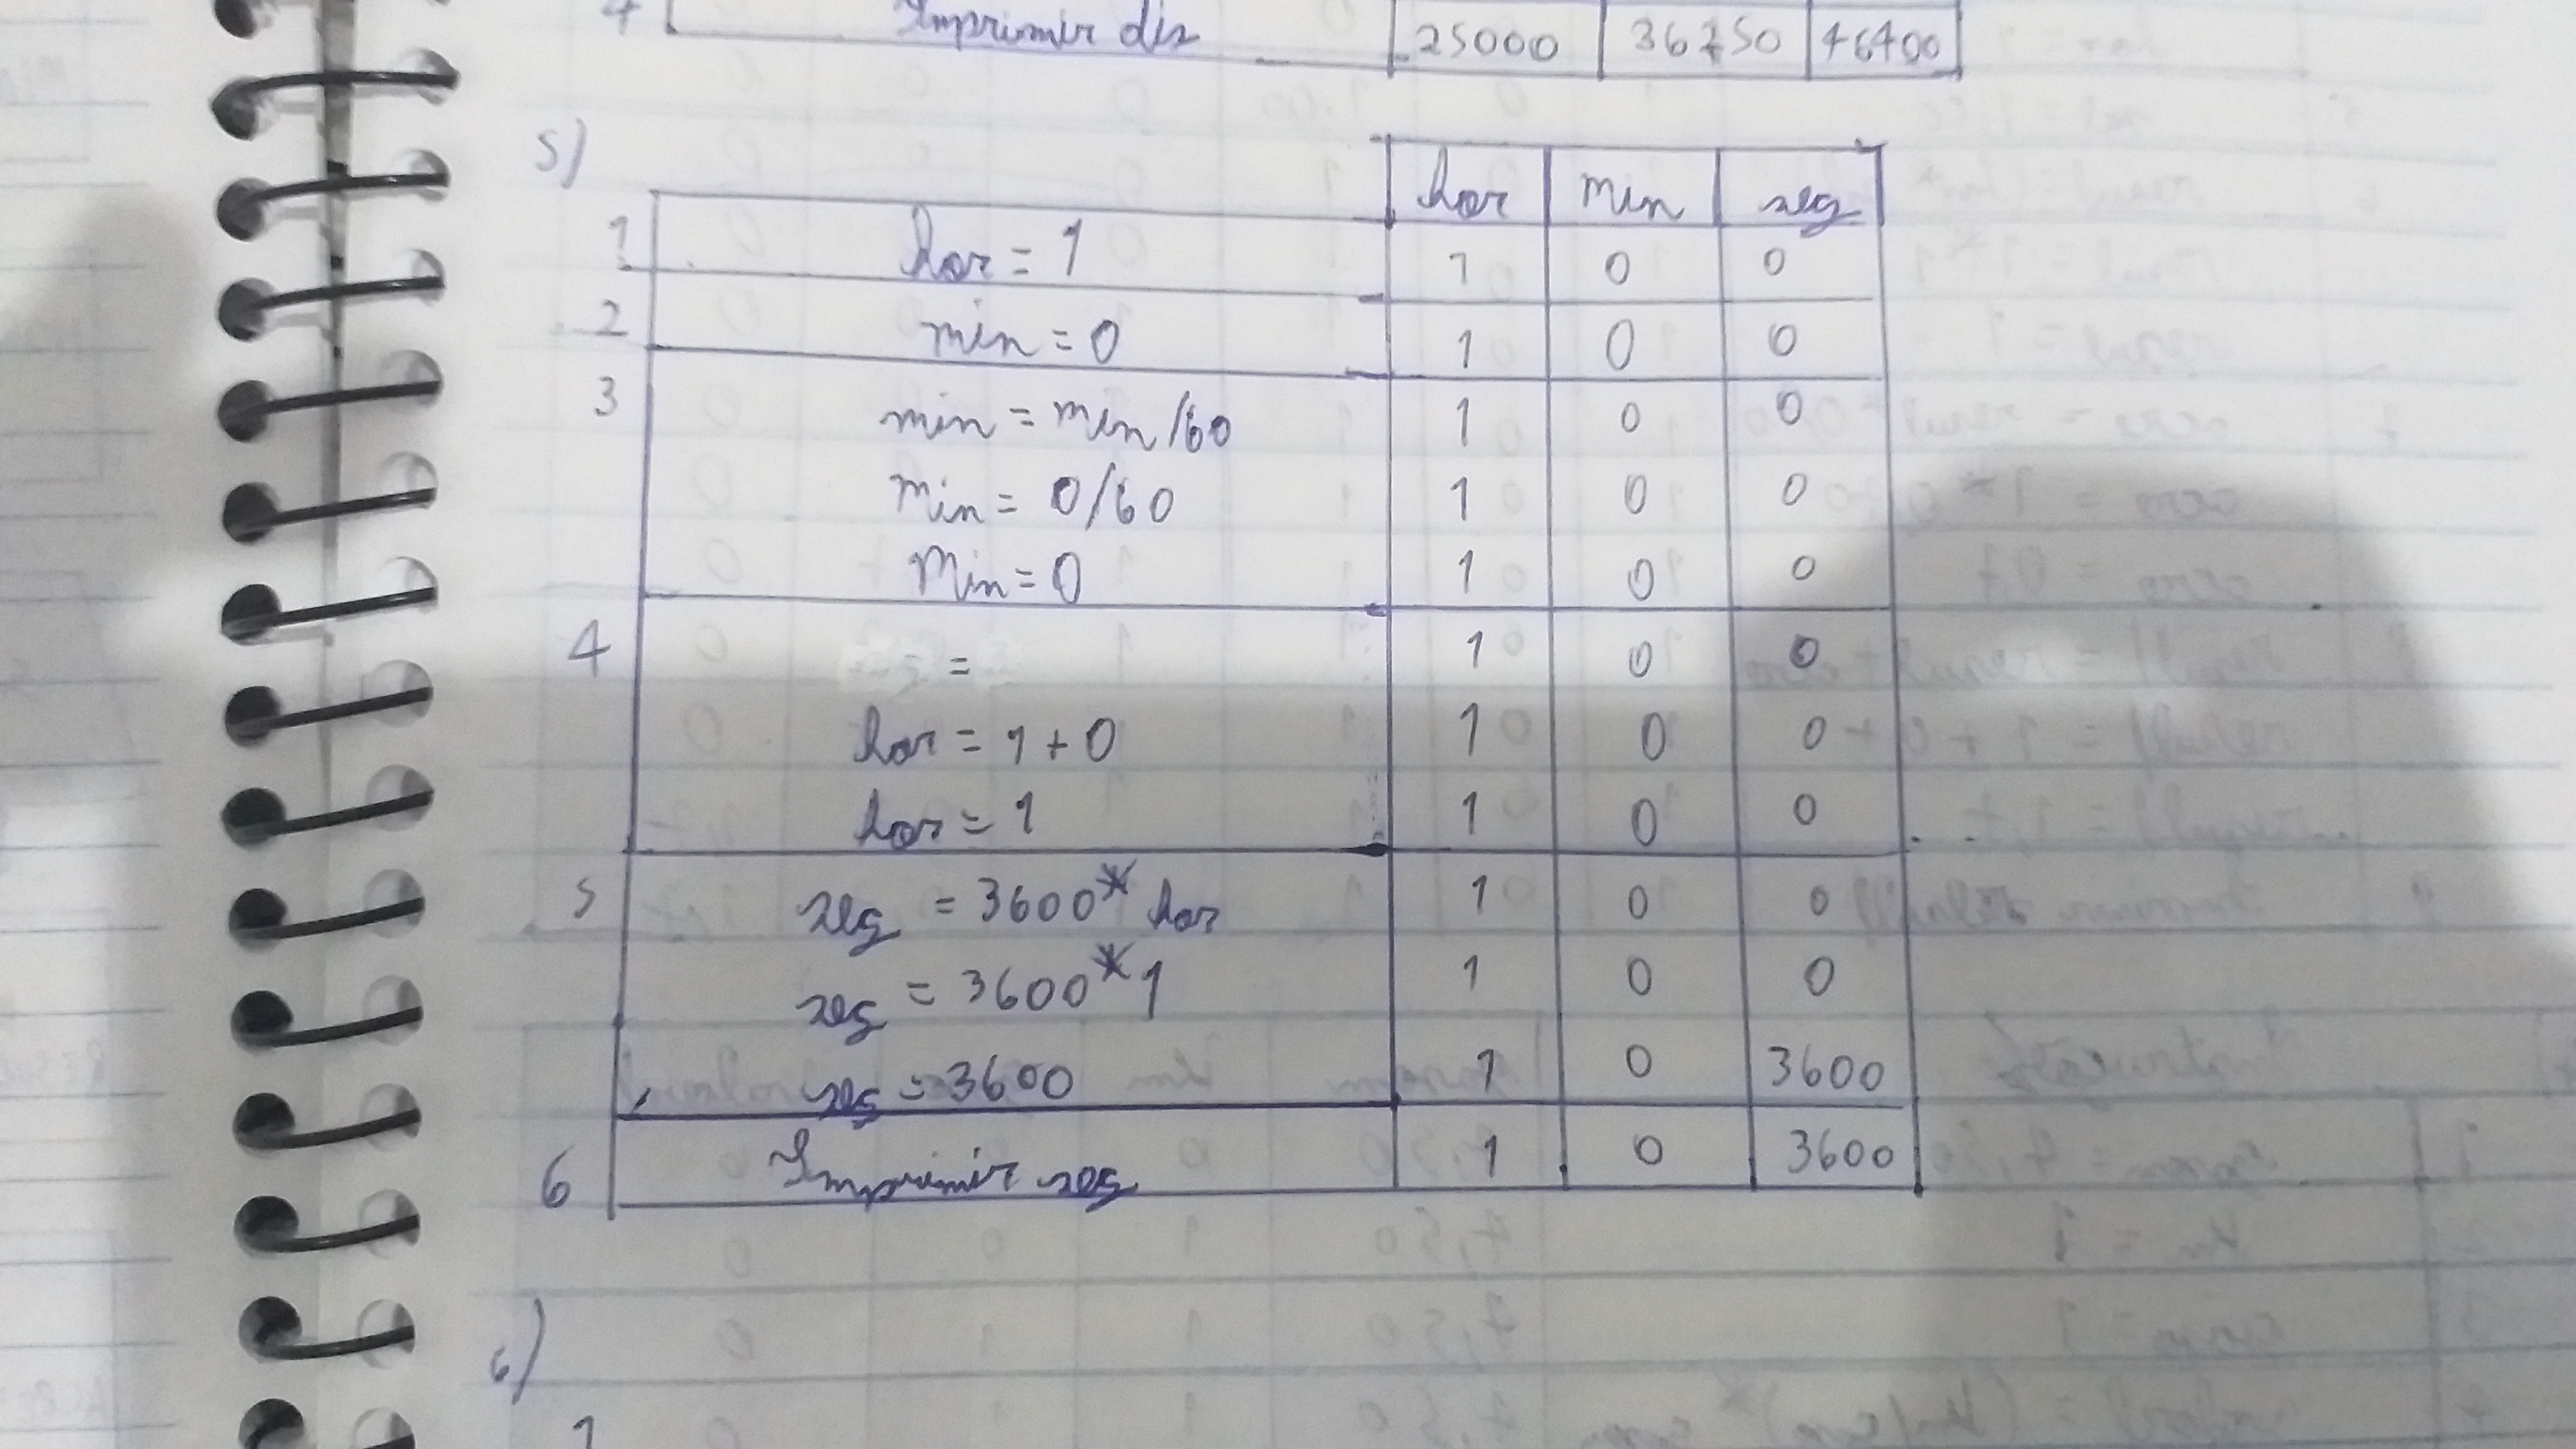 4 Imprimir dis 25000 36250 46400
5)
hor min seg
1 hor = 1 1 0 0
2 min = 0 1 0 0
3 min = min/60 1 0 0
min = 0/60 1 0 0
Min = 0 1 0 0
4 = 1 0 0
hor = 1 + 0 1 0 0
hor = 1 1 0 0
5 seg = 3600* hor 1 0 0
seg = 3600*1 1 0 0
seg = 3600 1 0 3600
6 Imprimir seg 1 0 3600
6)
1